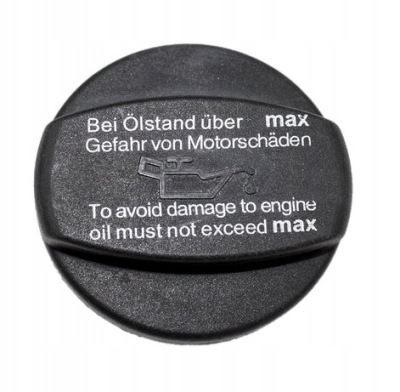 Bei Ölstand über max
Gefahr von Motorschäden
To avoid damage to engine
oil must not exceed max